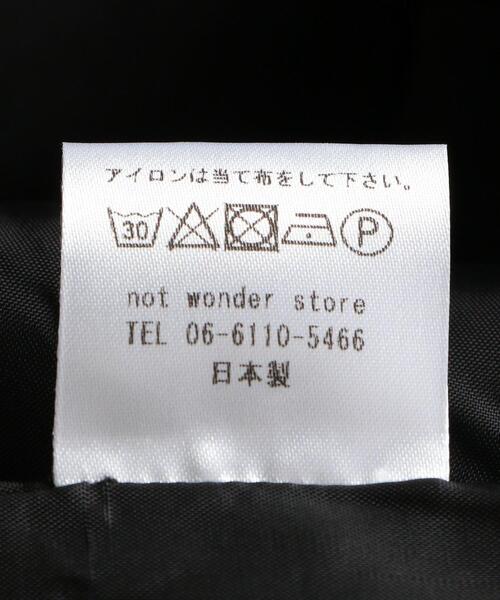 アイロンは当て布をして下さい。
30 P
not wonder store
TEL 06-6110-5466
日本製